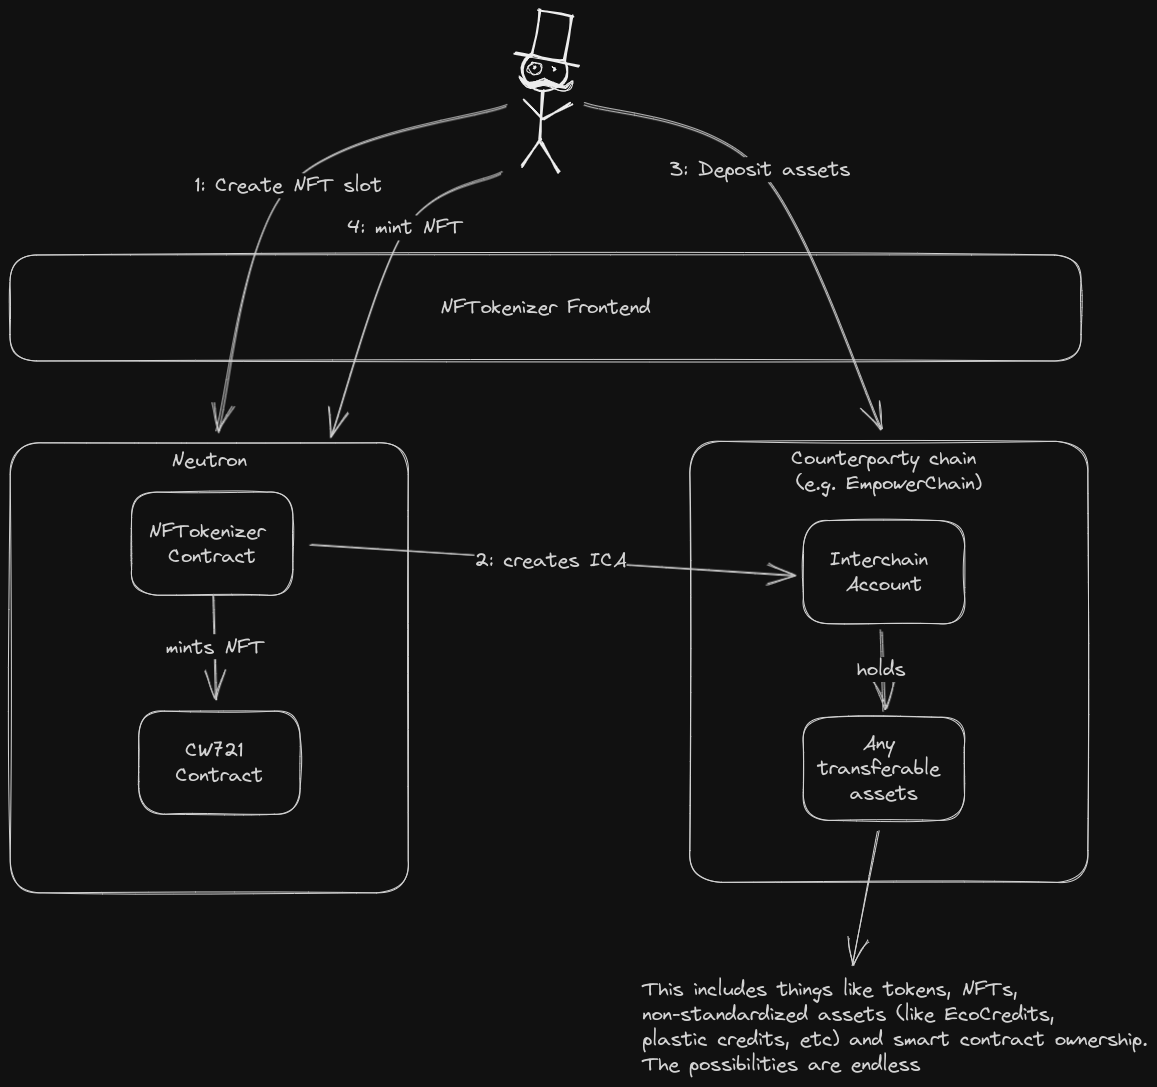 1: Create NFT slot
4: mint NFT
3: Deposit assets
NFTokenizer Frontend
Neutron
NFTokenizer
Contract
mints NFT
CW721
Contract
2: creates ICA
Counterparty chain
(e.g. EmpowerChain)
Interchain
Account
holds
Any
transferable
assets
This includes things like tokens, NFTs,
non-standardized assets (like EcoCredits,
plastic credits, etc) and smart contract ownership.
The possibilities are endless